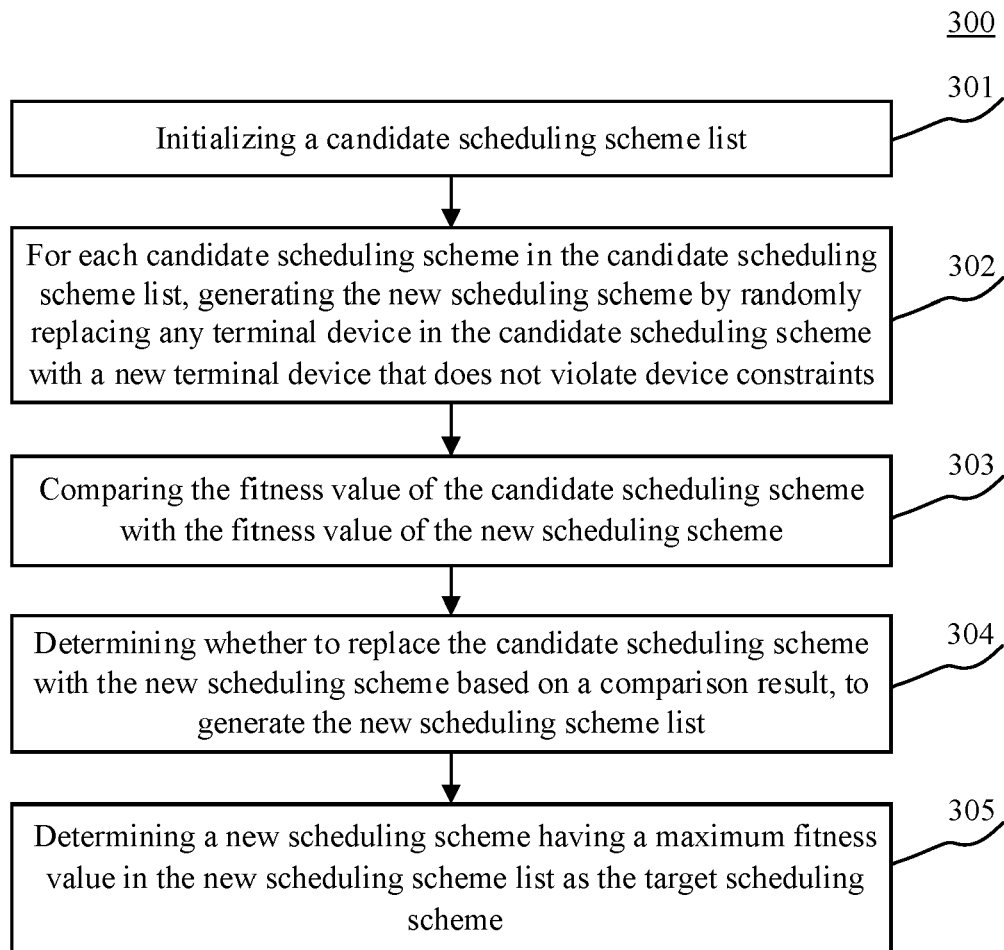 300
301
Initializing a candidate scheduling scheme list
For each candidate scheduling scheme in the candidate scheduling
scheme list, generating the new scheduling scheme by randomly
replacing any terminal device in the candidate scheduling scheme
with a new terminal device that does not violate device constraints
302
Comparing the fitness value of the candidate scheduling scheme
with the fitness value of the new scheduling scheme
303
Determining whether to replace the candidate scheduling scheme
with the new scheduling scheme based on a comparison result, to
generate the new scheduling scheme list
304
Determining a new scheduling scheme having a maximum fitness
value in the new scheduling scheme list as the target scheduling
scheme
305